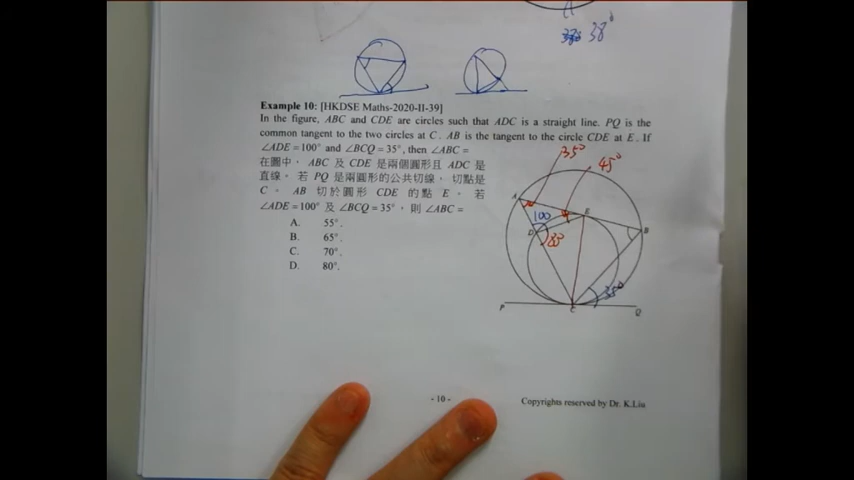 38°
Example 10: [HKDSE Maths-2020-II-39]
In the figure, ABC and CDE are circles such that ADC is a straight line. PQ is the
common tangent to the two circles at C. AB is the tangent to the circle CDE at E. If
∠ADE = 100° and ∠BCQ = 35°, then ∠ABC =
在圖中，ABC 及 CDE 是兩個圓形且 ADC 是
直線。若 PQ 是兩圓形的公共切線，切點是
C。AB 切於圓形 CDE 的點 E。若
∠ADE = 100° 及 ∠BCQ = 35°，則 ∠ABC =
A. 55°.
B. 65°.
C. 70°.
D. 80°.
35°
45°
A
E
100
D
B
35°
P
C
Q
- 10 -
Copyrights reserved by Dr. K.Liu